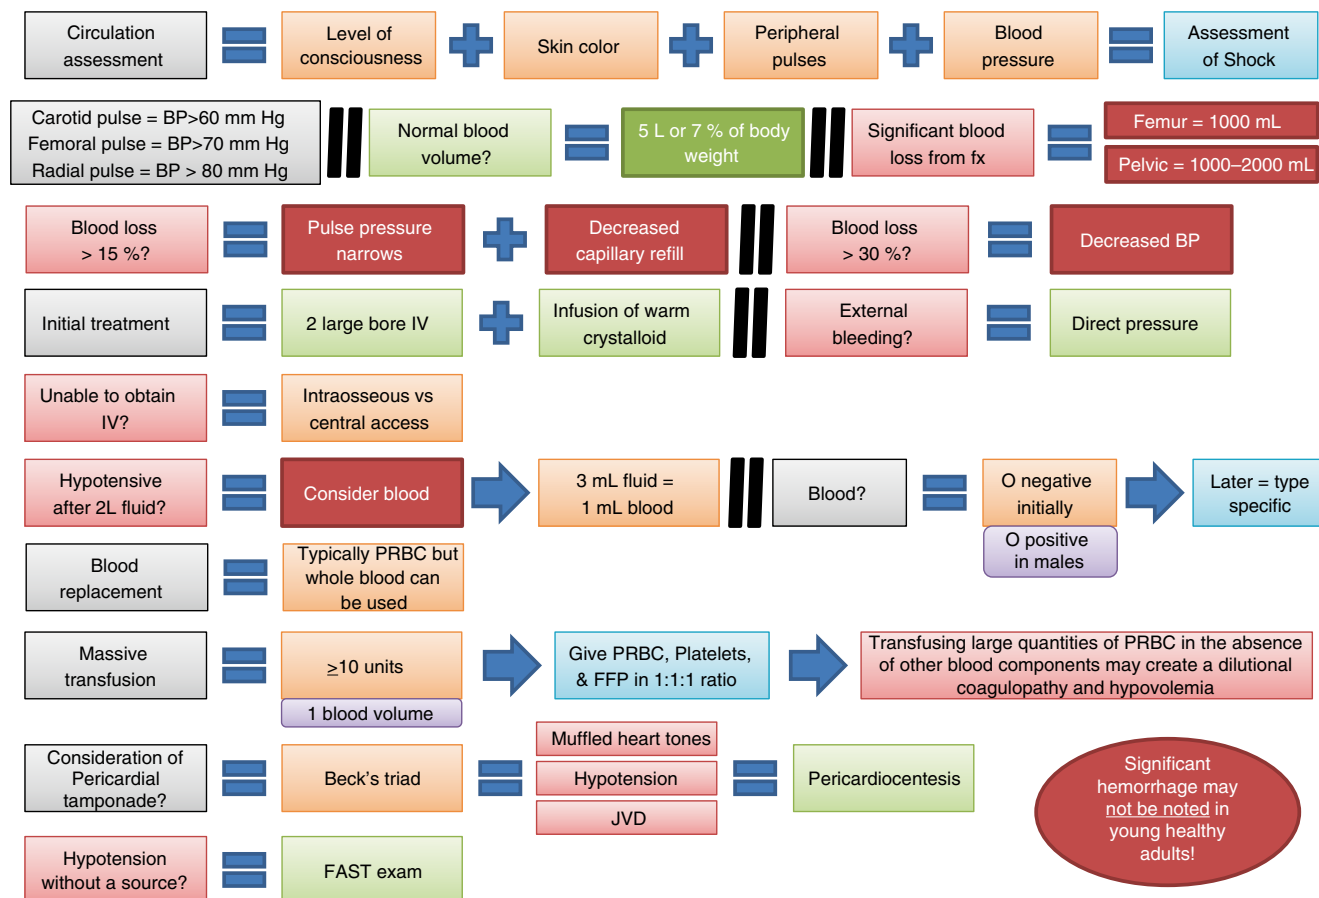 Circulation
assessment
Level of
consciousness
Skin color
Peripheral
pulses
Blood
pressure
Assessment
of Shock
Carotid pulse = BP>60 mm Hg
Femoral pulse = BP>70 mm Hg
Radial pulse = BP > 80 mm Hg
Normal blood
volume?
5 L or 7 % of body
weight
Significant blood
loss from fx
Femur = 1000 mL
Pelvic = 1000–2000 mL
Blood loss
> 15 %?
Pulse pressure
narrows
Decreased
capillary refill
Blood loss
> 30 %?
Decreased BP
Initial treatment
2 large bore IV
Infusion of warm
crystalloid
External
bleeding?
Direct pressure
Unable to obtain
IV?
Intraosseous vs
central access
Hypotensive
after 2L fluid?
Consider blood
3 mL fluid =
1 mL blood
Blood?
O negative
initially
O positive
in males
Later = type
specific
Blood
replacement
Typically PRBC but
whole blood can
be used
Massive
transfusion
≥10 units
1 blood volume
Give PRBC, Platelets,
& FFP in 1:1:1 ratio
Transfusing large quantities of PRBC in the absence
of other blood components may create a dilutional
coagulopathy and hypovolemia
Consideration of
Pericardial
tamponade?
Beck's triad
Muffled heart tones
Hypotension
JVD
Pericardiocentesis
Significant
hemorrhage may
not be noted in
young healthy
adults!
Hypotension
without a source?
FAST exam